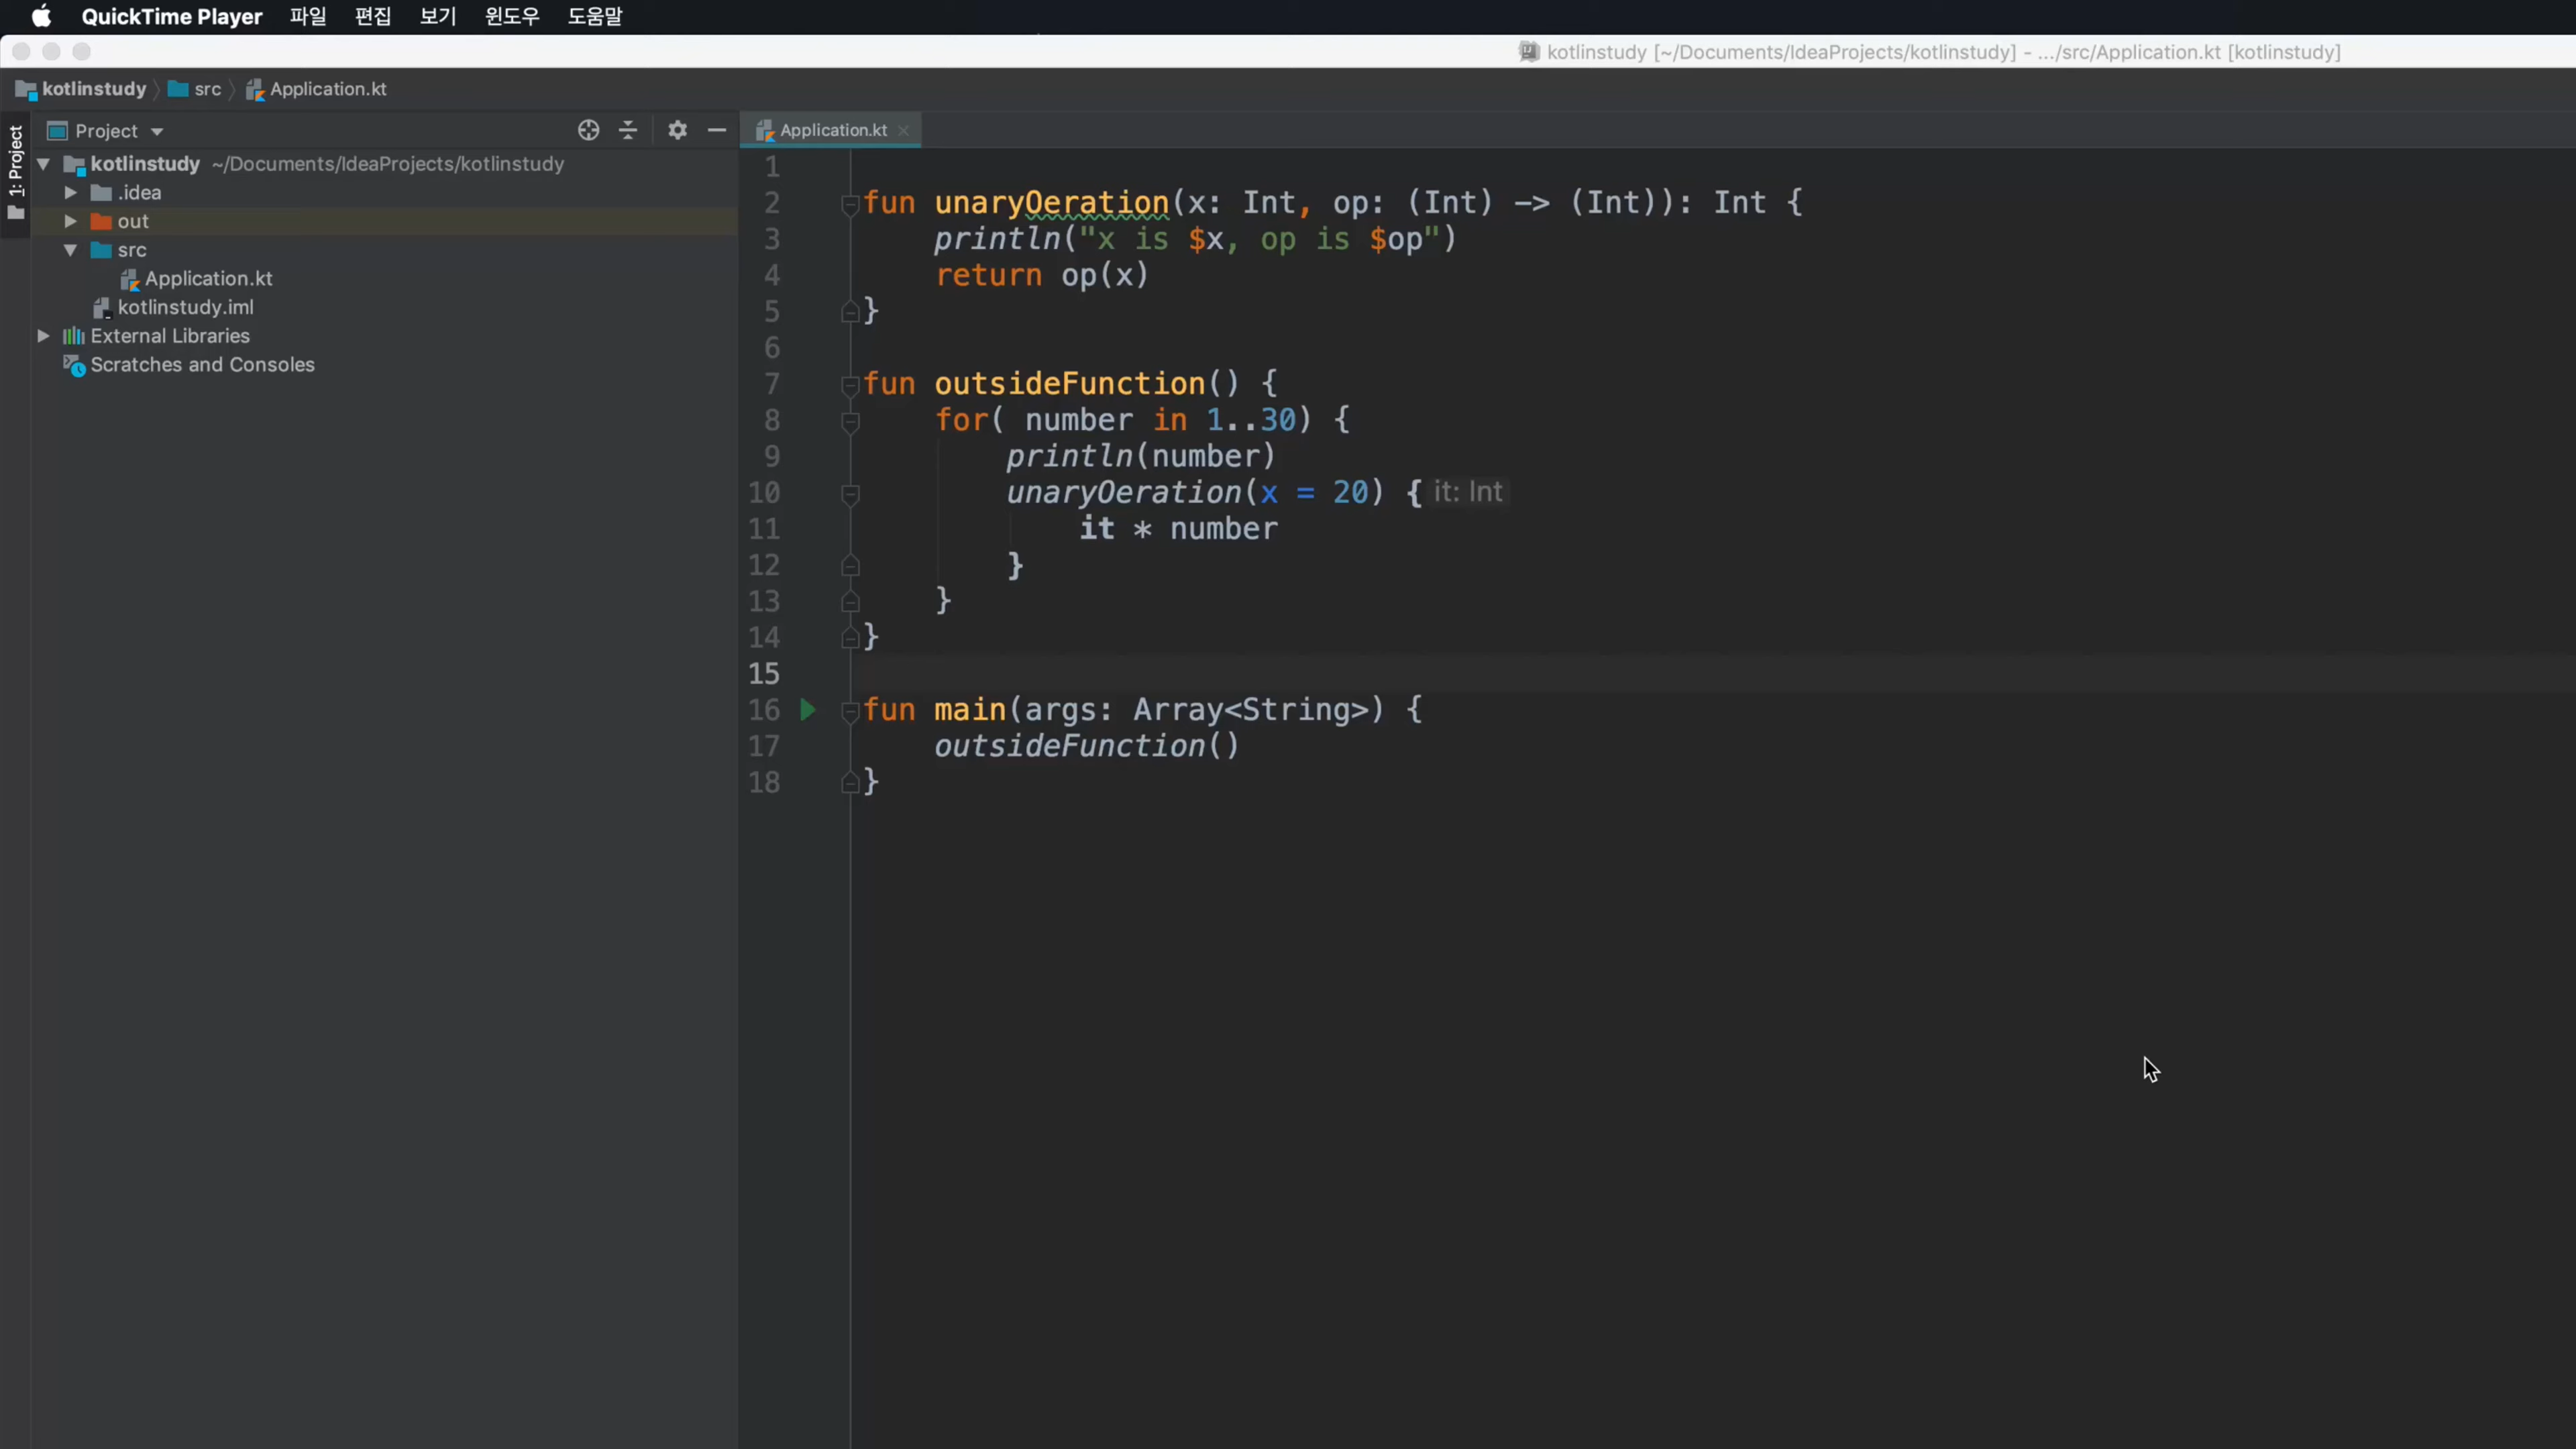 QuickTime Player 파일 편집 보기 윈도우 도움말
kotlinstudy [~/Documents/IdeaProjects/kotlinstudy] - .../src/Application.kt [kotlinstudy]
kotlinstudy src Application.kt
1: Project
Project
kotlinstudy ~/Documents/IdeaProjects/kotlinstudy
.idea
out
src
Application.kt
kotlinstudy.iml
External Libraries
Scratches and Consoles
Application.kt
1
2 fun unaryOeration(x: Int, op: (Int) -> (Int)): Int {
3 println("x is $x, op is $op")
4 return op(x)
5 }
6
7 fun outsideFunction() {
8 for( number in 1..30) {
9 println(number)
10 unaryOeration(x = 20) { it: Int
11 it * number
12 }
13 }
14 }
15
16 fun main(args: Array<String>) {
17 outsideFunction()
18 }